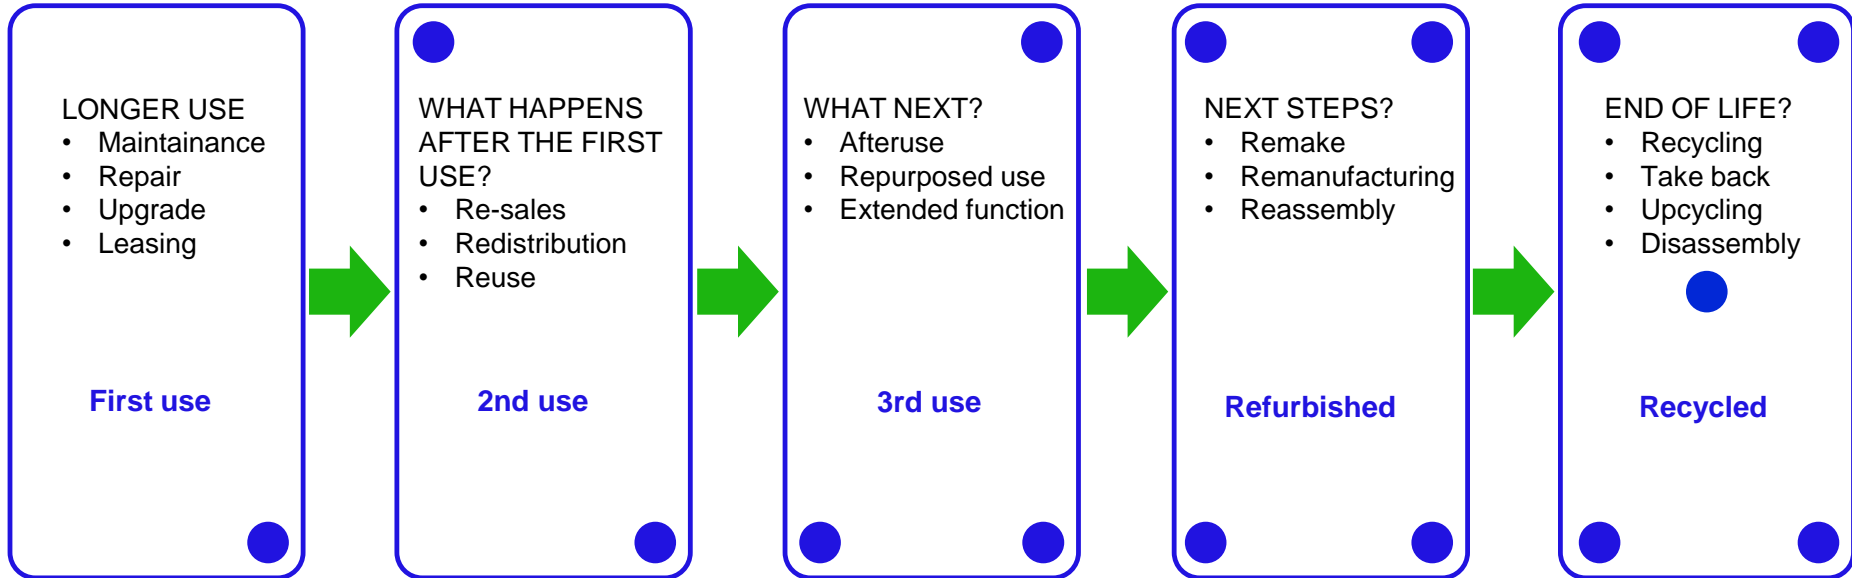 LONGER USE
• Maintainance
• Repair
• Upgrade
• Leasing
First use
WHAT HAPPENS
AFTER THE FIRST
USE?
• Re-sales
• Redistribution
• Reuse
2nd use
WHAT NEXT?
• Afteruse
• Repurposed use
• Extended function
3rd use
NEXT STEPS?
• Remake
• Remanufacturing
• Reassembly
Refurbished
END OF LIFE?
• Recycling
• Take back
• Upcycling
• Disassembly
Recycled